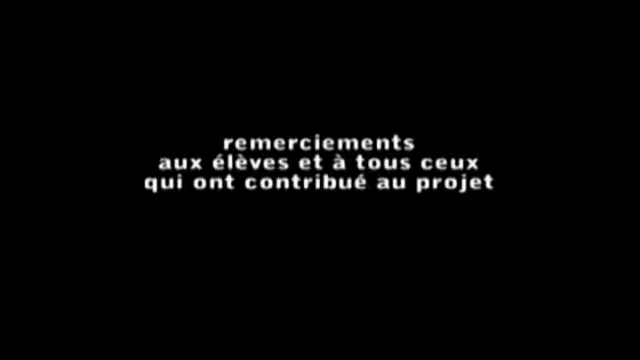 remerciements
aux élèves et à tous ceux
qui ont contribué au projet